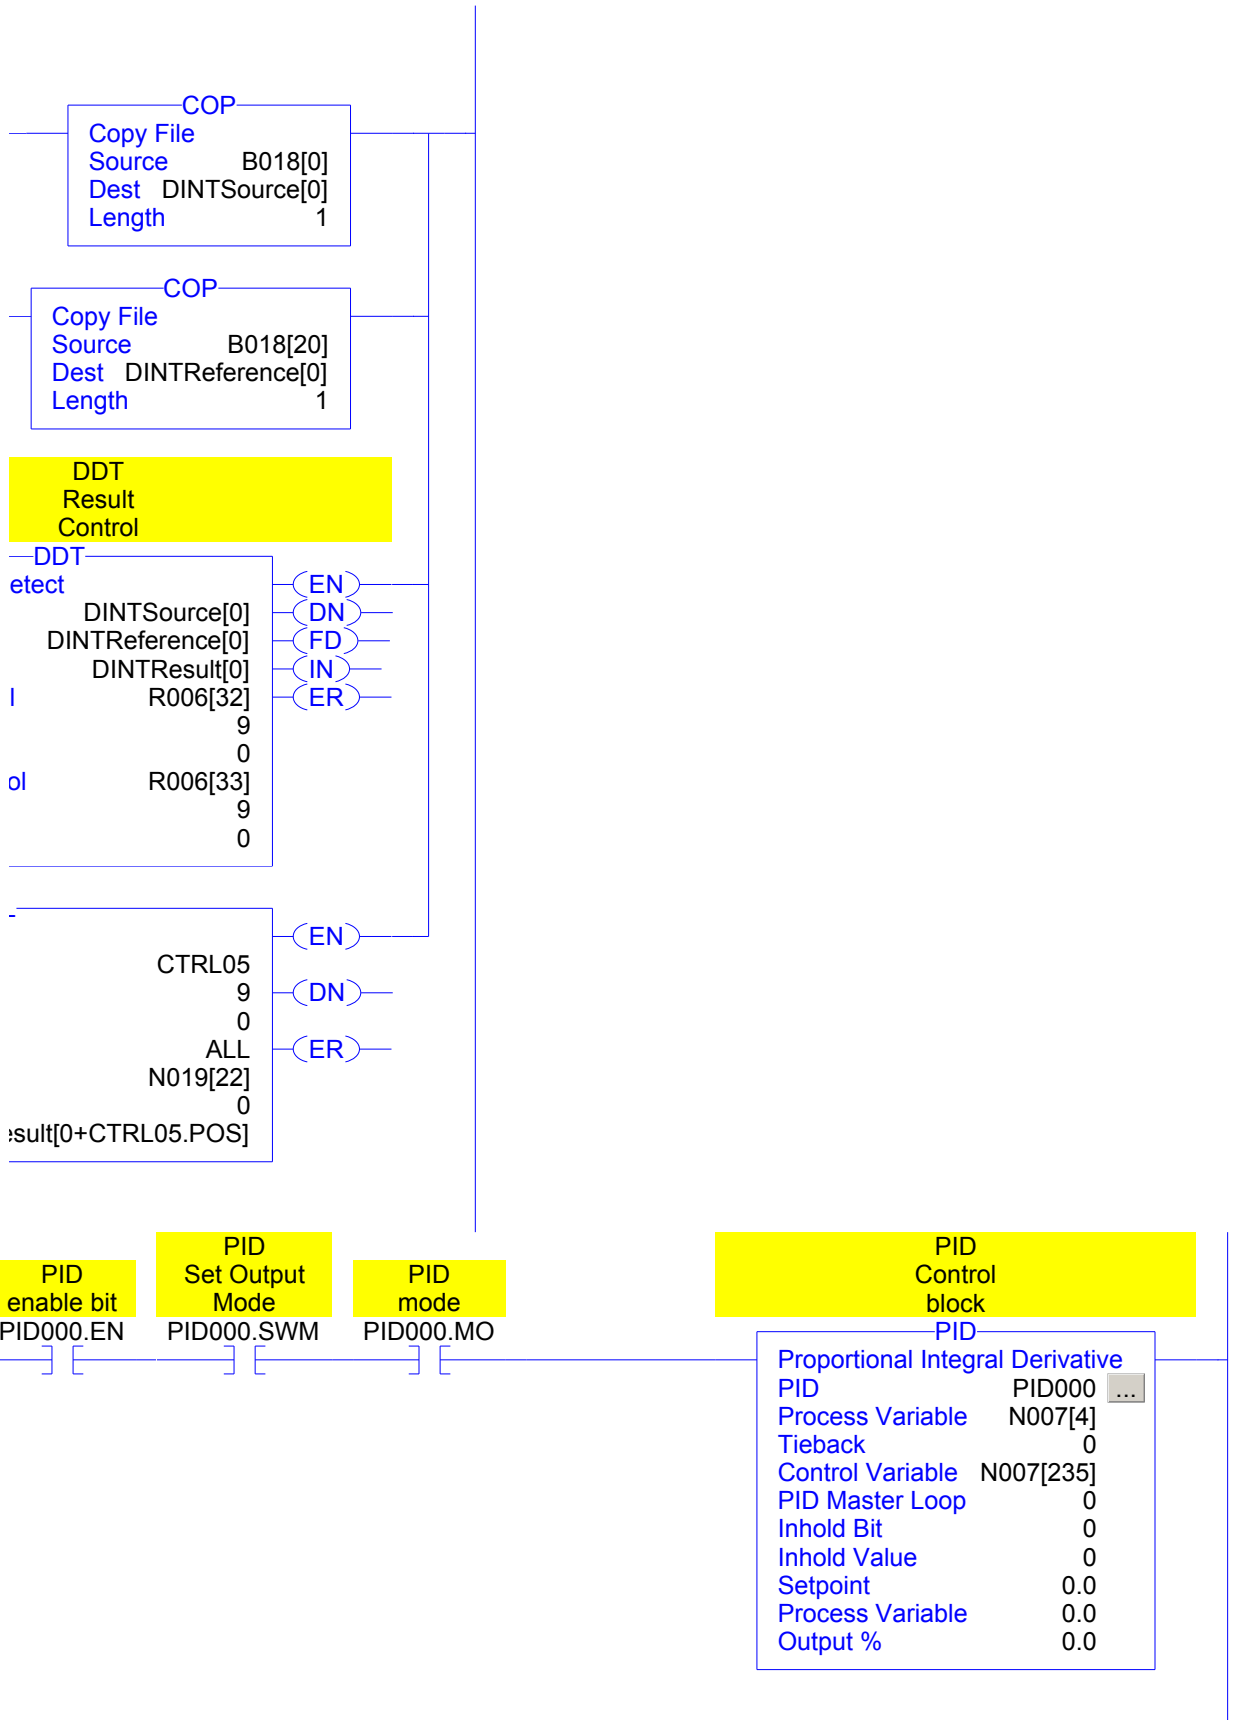 COP
Copy File
Source B018[0]
Dest DINTSource[0]
Length 1
COP
Copy File
Source B018[20]
Dest DINTReference[0]
Length 1
DDT
Result
Control
DDT
etect EN
DINTSource[0] DN
DINTReference[0] FD
DINTResult[0] IN
l R006[32] ER
9
0
ol R006[33]
9
0
EN
CTRL05
9 DN
0
ALL ER
N019[22]
0
esult[0+CTRL05.POS]
PID
enable bit
PID000.EN
PID
Set Output
Mode
PID000.SWM
PID
mode
PID000.MO
PID
Control
block
PID
Proportional Integral Derivative
PID PID000 ...
Process Variable N007[4]
Tieback 0
Control Variable N007[235]
PID Master Loop 0
Inhold Bit 0
Inhold Value 0
Setpoint 0.0
Process Variable 0.0
Output % 0.0